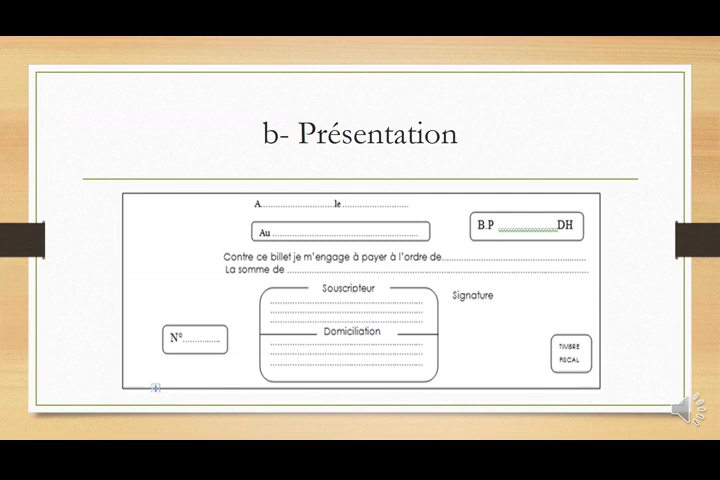 b- Présentation
A..............................le ...........................
Au ..........................................................
B.P .......................DH
Contre ce billet je m'engage à payer à l'ordre de..........................................................
La somme de ........................................................................................................................
Souscripteur
Signature
Domiciliation
N°...............
TIMBRE
FISCAL